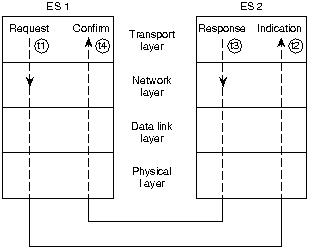 ES 1
ES 2
Request
Confirm
Transport
layer
Response
Indication
t1
t4
t3
t2
Network
layer
Data link
layer
Physical
layer